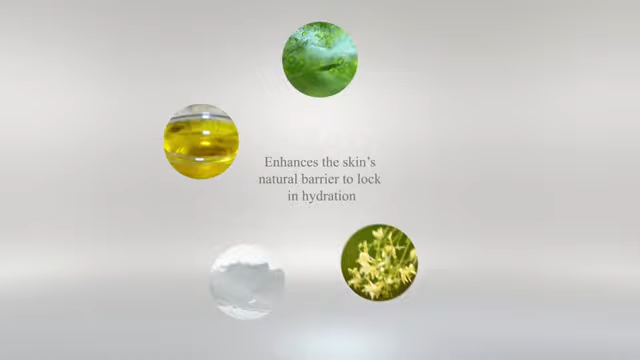 Enhances the skin's
natural barrier to lock
in hydration